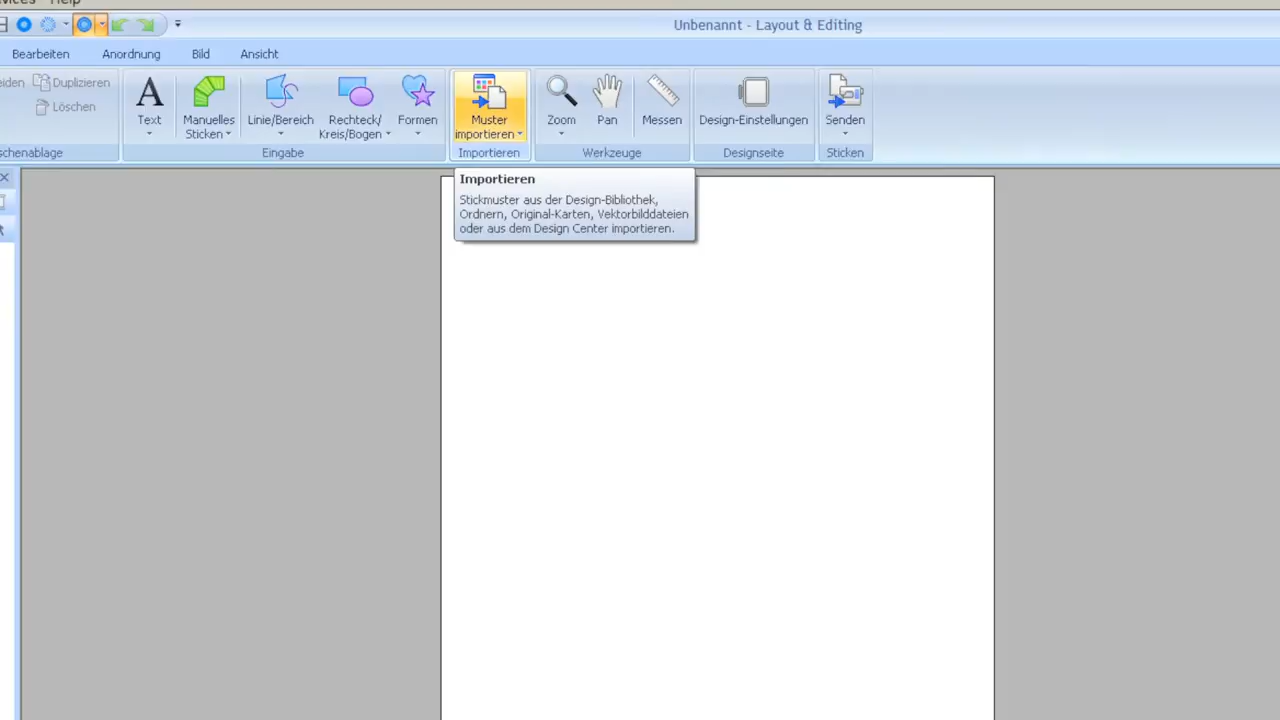 Help
Unbenannt - Layout & Editing
Bearbeiten Anordnung Bild Ansicht
Duplizieren
Löschen
Text
Manuelles
Sticken
Linie/Bereich
Rechteck/
Kreis/Bogen
Formen
Muster
importieren
Zoom
Pan
Messen
Design-Einstellungen
Senden
Eingabe
Importieren
Werkzeuge
Designseite
Sticken
Importieren
Stickmuster aus der Design-Bibliothek,
Ordnern, Original-Karten, Vektorbilddateien
oder aus dem Design Center importieren.